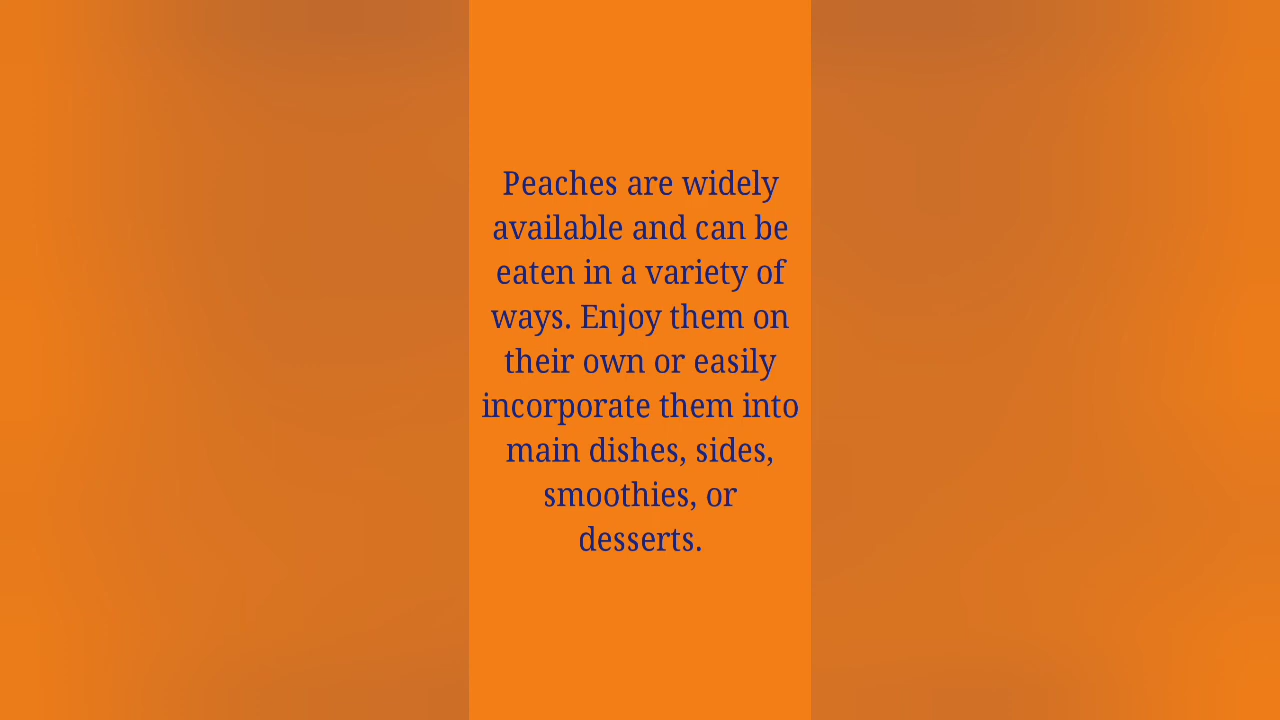 Peaches are widely
available and can be
eaten in a variety of
ways. Enjoy them on
their own or easily
incorporate them into
main dishes, sides,
smoothies, or
desserts.